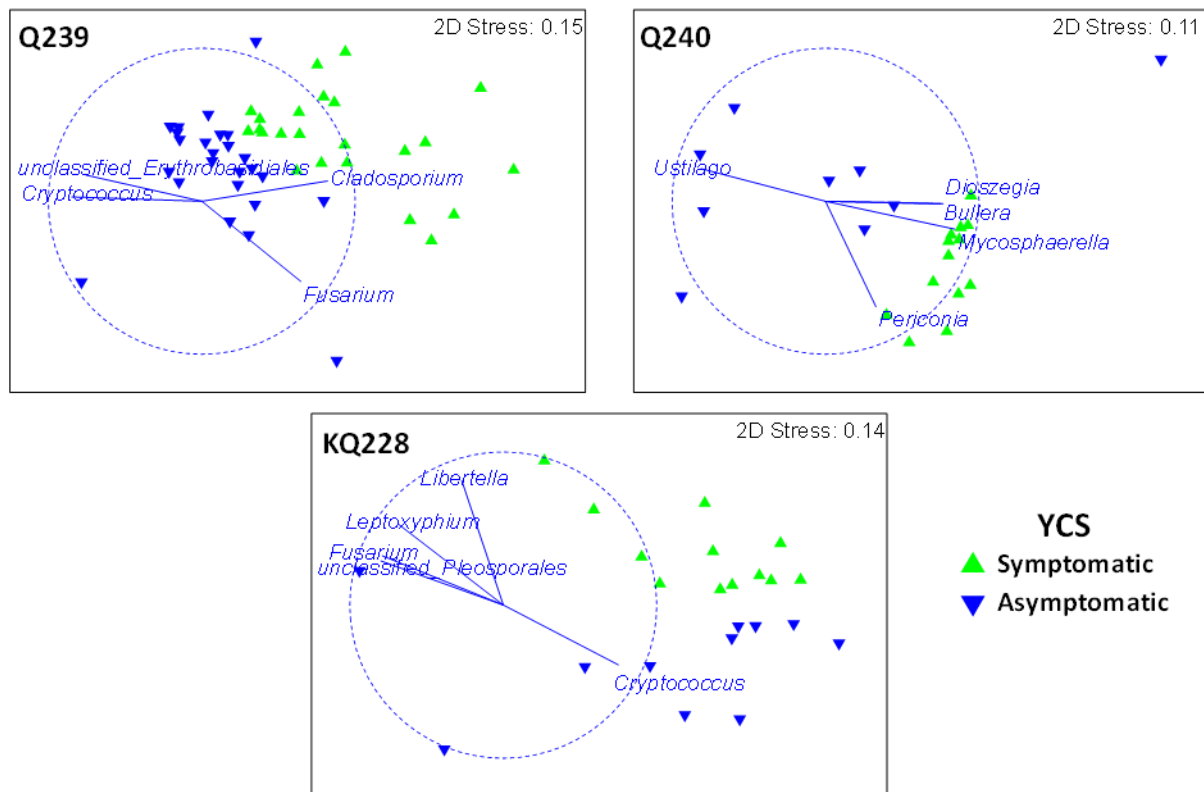 Q239
2D Stress: 0.15
unclassified_Erythrobasidiales
Cryptococcus
Cladosporium
Fusarium
Q240
2D Stress: 0.11
Ustilago
Dioszegia
Bullera
Mycosphaerella
Periconia
KQ228
2D Stress: 0.14
Libertella
Leptoxyphium
Fusarium
unclassified_Pleosporales
Cryptococcus
YCS
Symptomatic
Asymptomatic